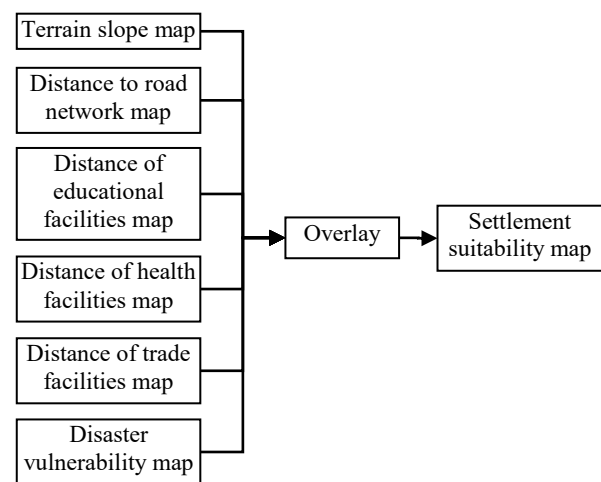 Terrain slope map
Distance to road
network map
Distance of
educational
facilities map
Distance of health
facilities map
Distance of trade
facilities map
Disaster
vulnerability map
Overlay
Settlement
suitability map